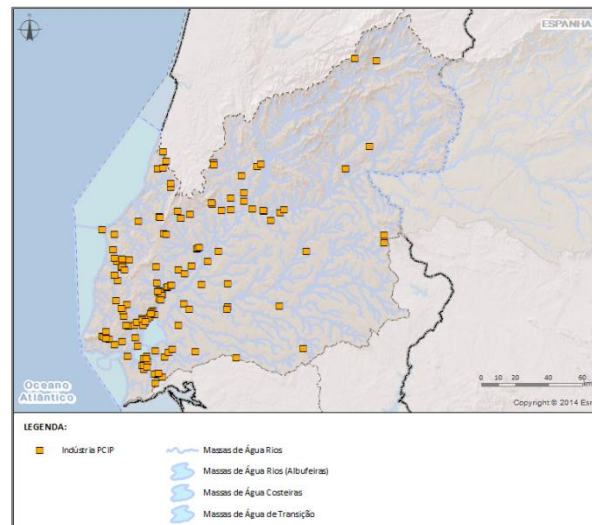 ESPANHA
Oceano
Atlântico
0 10 20 40 60
Copyright © 2014 Esr
LEGENDA:
Indústria PCIP
Massas de Água Rios
Massas de Água Rios (Albufeiras)
Massas de Água Costeiras
Massas de Água de Transição